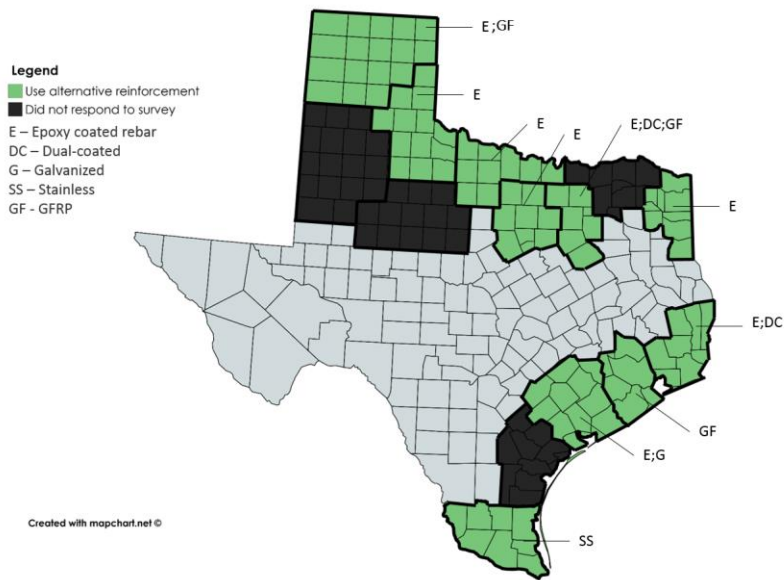 E;GF
Legend
Use alternative reinforcement
Did not respond to survey
E – Epoxy coated rebar
DC – Dual-coated
G – Galvanized
SS – Stainless
GF - GFRP
E
E
E
E;DC;GF
E
E;DC
GF
E;G
SS
Created with mapchart.net ©